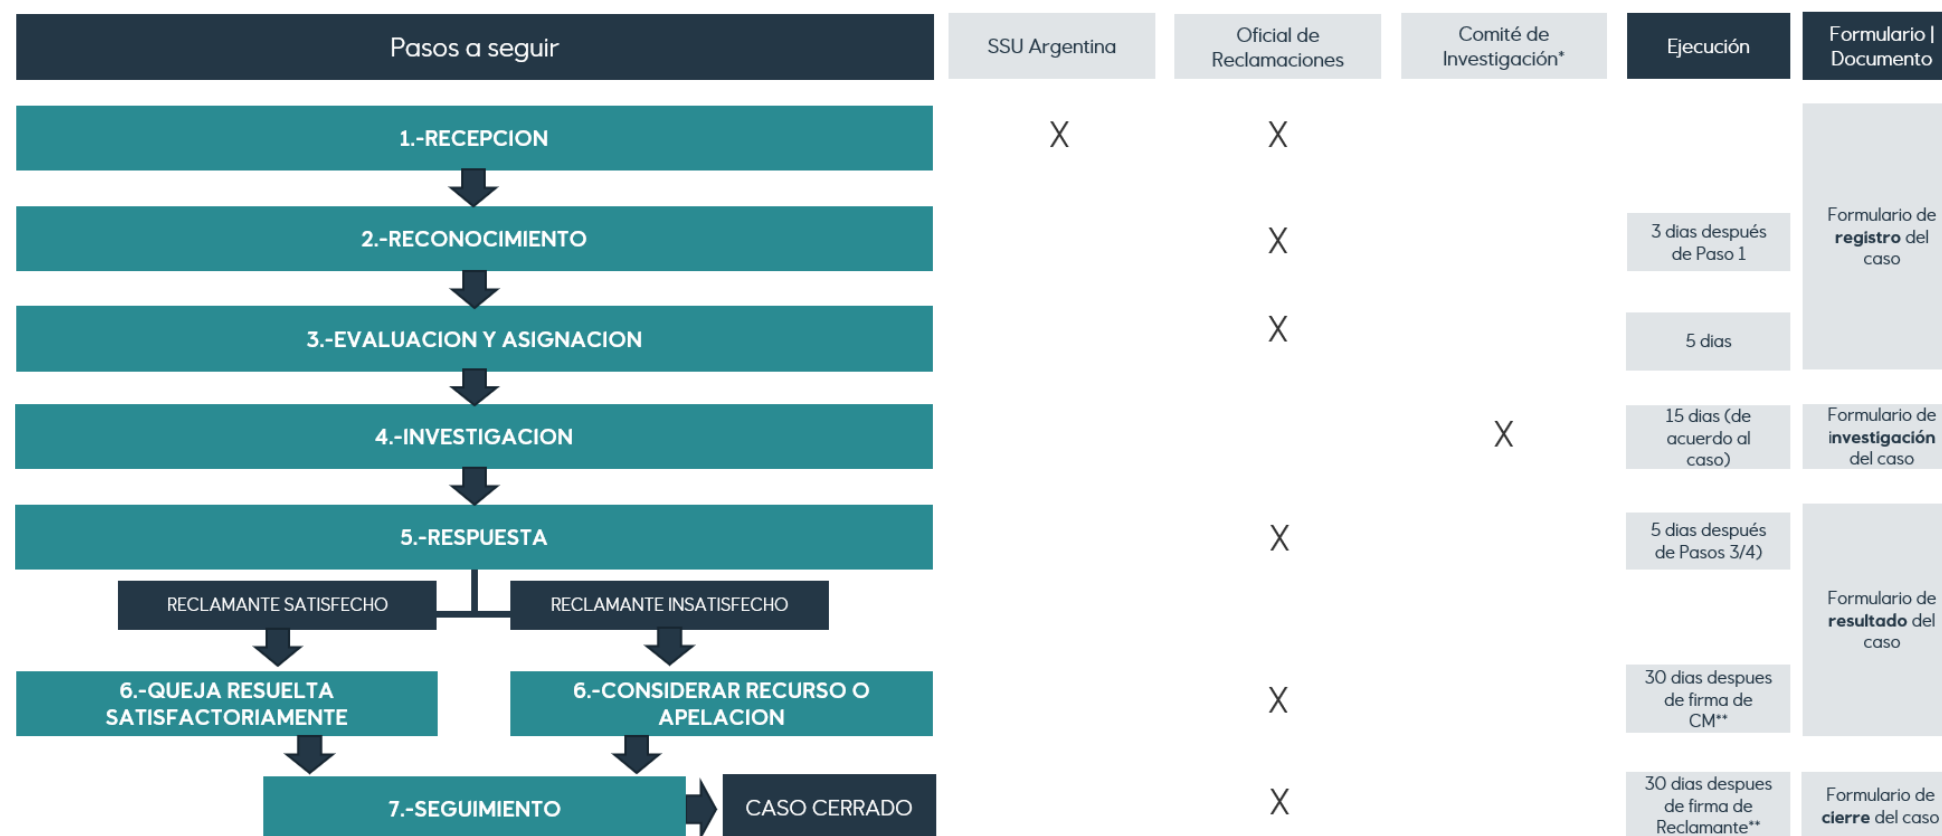 Pasos a seguir
SSU Argentina
Oficial de
Reclamaciones
Comité de
Investigación*
Ejecución
Formulario |
Documento
1.-RECEPCION
X
X
2.-RECONOCIMIENTO
X
3 dias después
de Paso 1
Formulario de
registro del
caso
3.-EVALUACION Y ASIGNACION
X
5 dias
4.-INVESTIGACION
X
15 dias (de
acuerdo al
caso)
Formulario de
investigación
del caso
5.-RESPUESTA
X
5 dias después
de Pasos 3/4)
RECLAMANTE SATISFECHO
RECLAMANTE INSATISFECHO
Formulario de
resultado del
caso
6.-QUEJA RESUELTA
SATISFACTORIAMENTE
6.-CONSIDERAR RECURSO O
APELACION
X
30 dias despues
de firma de
CM**
7.-SEGUIMIENTO
CASO CERRADO
X
30 dias despues
de firma de
Reclamante**
Formulario de
cierre del caso